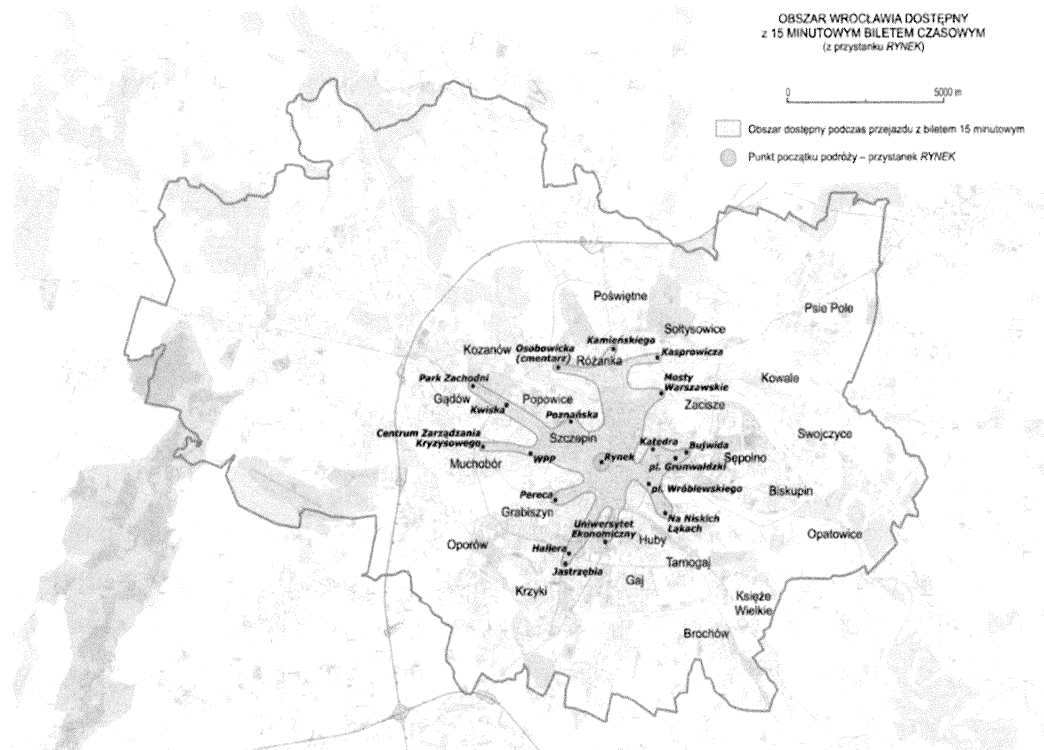 OBSZAR WROCŁAWIA DOSTĘPNY
z 15 MINUTOWYM BILETEM CZASOWYM
(z przystanku RYNEK)
0 5000 m
Obszar dostępny podczas przejazdu z biletem 15 minutowym
Punkt początku podróży – przystanek RYNEK
Poświętne
Psie Pole
Sołtysowice
Kamieńskiego
Kozanów
Osobowicka
(cmentarz)
Różanka
Kasprowicza
Park Zachodni
Mosty
Warszawskie
Kowale
Gądów
Popowice
Kwiska
Zacisze
Poznańska
Centrum Zarządzania
Kryzysowego
Szczepin
Swojczyce
Katedra
Bujwida
WPP
Rynek
Sępolno
Muchobór
pl. Grunwaldzki
Pereca
pl. Wróblewskiego
Biskupin
Grabiszyn
Na Niskich
Łąkach
Uniwersytet
Ekonomiczny
Opatowice
Oporów
Huby
Hallera
Tarnogaj
Jastrzębia
Gaj
Krzyki
Księże
Wielkie
Brochów